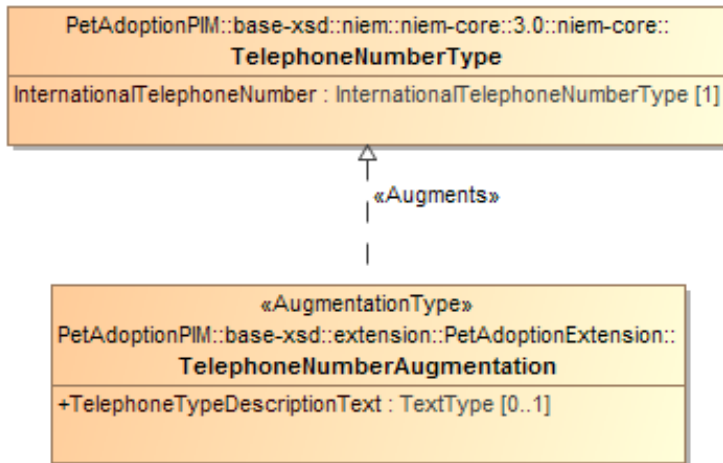 PetAdoptionPIM::base-xsd::niem::niem-core::3.0::niem-core::
TelephoneNumberType
InternationalTelephoneNumber : InternationalTelephoneNumberType [1]
«Augments»
«AugmentationType»
PetAdoptionPIM::base-xsd::extension::PetAdoptionExtension::
TelephoneNumberAugmentation
+TelephoneTypeDescriptionText : TextType [0..1]